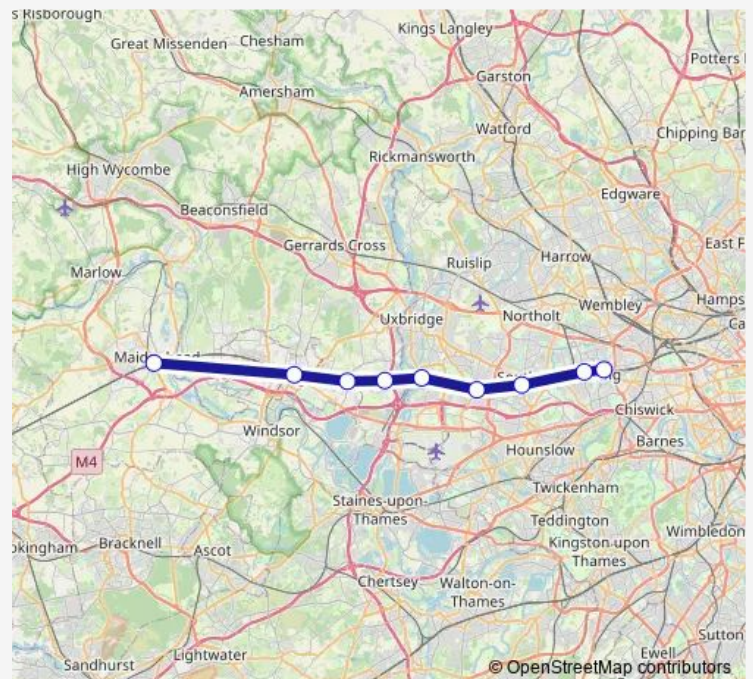 s Risborough
Kings Langley
Great Missenden
Chesham
Potters
Garston
Amersham
Watford
Chipping Bar
Rickmansworth
High Wycombe
Edgware
Beaconsfield
Gerrards Cross
East F
Harrow
Ruislip
Marlow
Hamps
Wembley
Northolt
Uxbridge
Ca
Chiswick
Windsor
Barnes
Hounslow
M4
Twickenham
Staines-upon-
Thames
Teddington
Wimbledon
Kingston upon
Thames
okingham
Bracknell
Ascot
Chertsey
Walton-on-
Thames
Sutton
Lightwater
Ewell
Sandhurst
© OpenStreetMap contributors